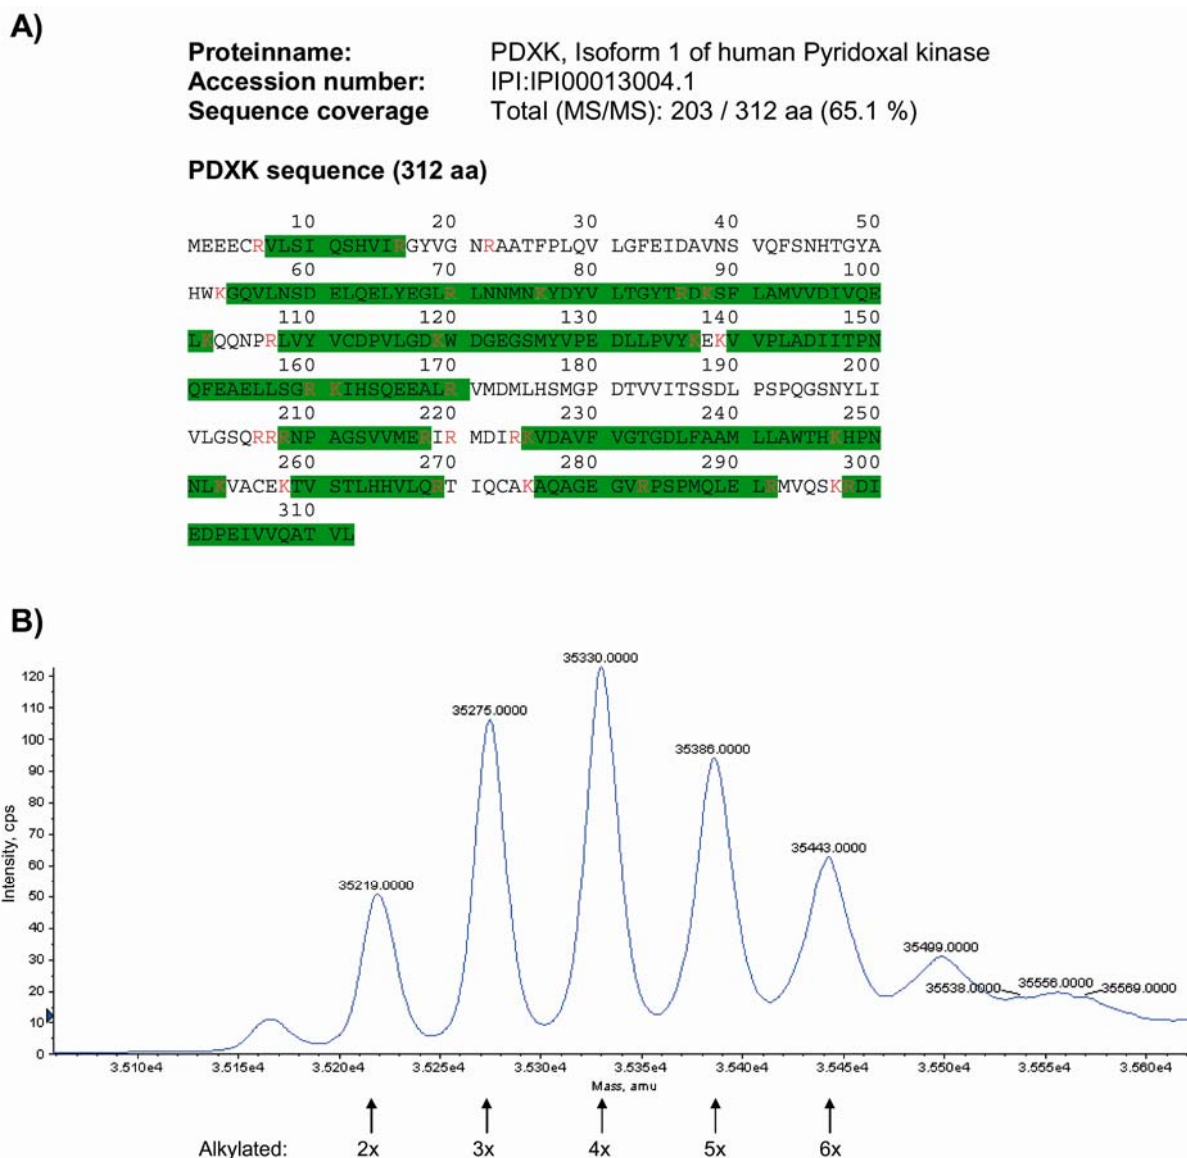 A)
Proteinname: PDXK, Isoform 1 of human Pyridoxal kinase
Accession number: IPI:IPI00013004.1
Sequence coverage Total (MS/MS): 203 / 312 aa (65.1 %)
PDXK sequence (312 aa)
10 20 30 40 50
MEEECRVLSI QSHVIRGYVG NRAATFPLQV LGFEIDAVNS VQFSNHTGYA
60 70 80 90 100
HWKGQVLNSD ELQELYEGLR LNNMNKYDYV LTGYTRDKSF LAMVVDIVQE
110 120 130 140 150
LKQQNPRLVY VCDPVLGDKW DGEGSMYVPE DLLPVYKEKV VPLADIITPN
160 170 180 190 200
QFEAELLSGR KIHSQEEALR VMDMLHSMGP DTVVITSSDL PSPQGSNYLI
210 220 230 240 250
VLGSQRRRNP AGSVVMERIR MDIRKVDAVF VGTGDLFAAM LLAWTHKHPN
260 270 280 290 300
NLKVACEKTV STLHHVLQRT IQCAKAQAGE GVRPSPMQLE LRMVQSKRDI
310
EDPEIVVQAT VL
B)
Intensity, cps
120
110
100
90
80
70
60
50
40
30
20
10
0
35219.0000
35275.0000
35330.0000
35386.0000
35443.0000
35499.0000
35538.0000
35556.0000
35569.0000
3.510e4 3.515e4 3.520e4 3.525e4 3.530e4 3.535e4 3.540e4 3.545e4 3.550e4 3.555e4 3.560e4
Mass, amu
Alkylated: 2x 3x 4x 5x 6x